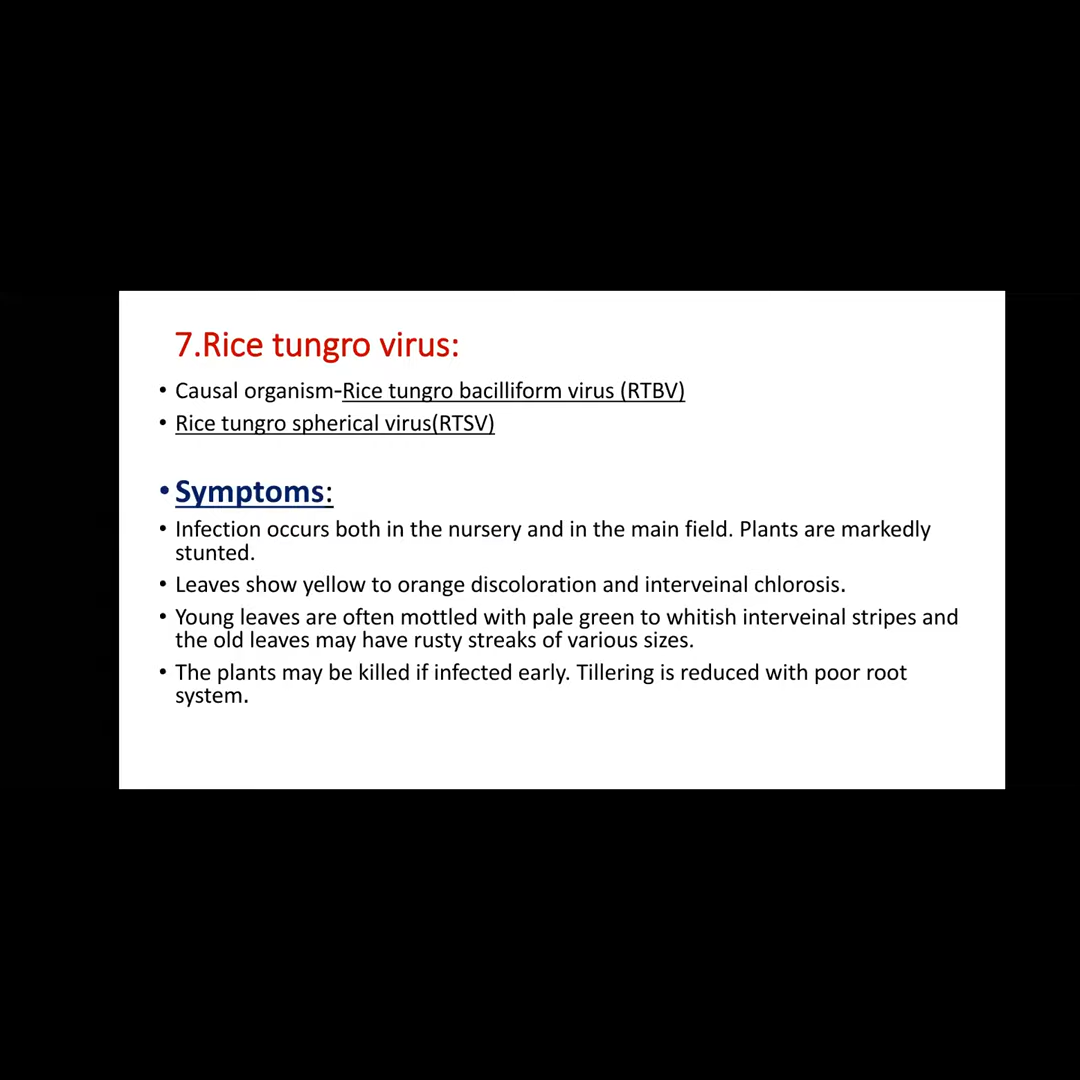 7.Rice tungro virus:
• Causal organism-Rice tungro bacilliform virus (RTBV)
• Rice tungro spherical virus(RTSV)
• Symptoms:
• Infection occurs both in the nursery and in the main field. Plants are markedly
stunted.
• Leaves show yellow to orange discoloration and interveinal chlorosis.
• Young leaves are often mottled with pale green to whitish interveinal stripes and
the old leaves may have rusty streaks of various sizes.
• The plants may be killed if infected early. Tillering is reduced with poor root
system.